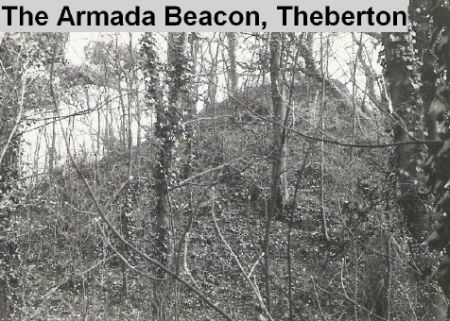 The Armada Beacon, Theberton